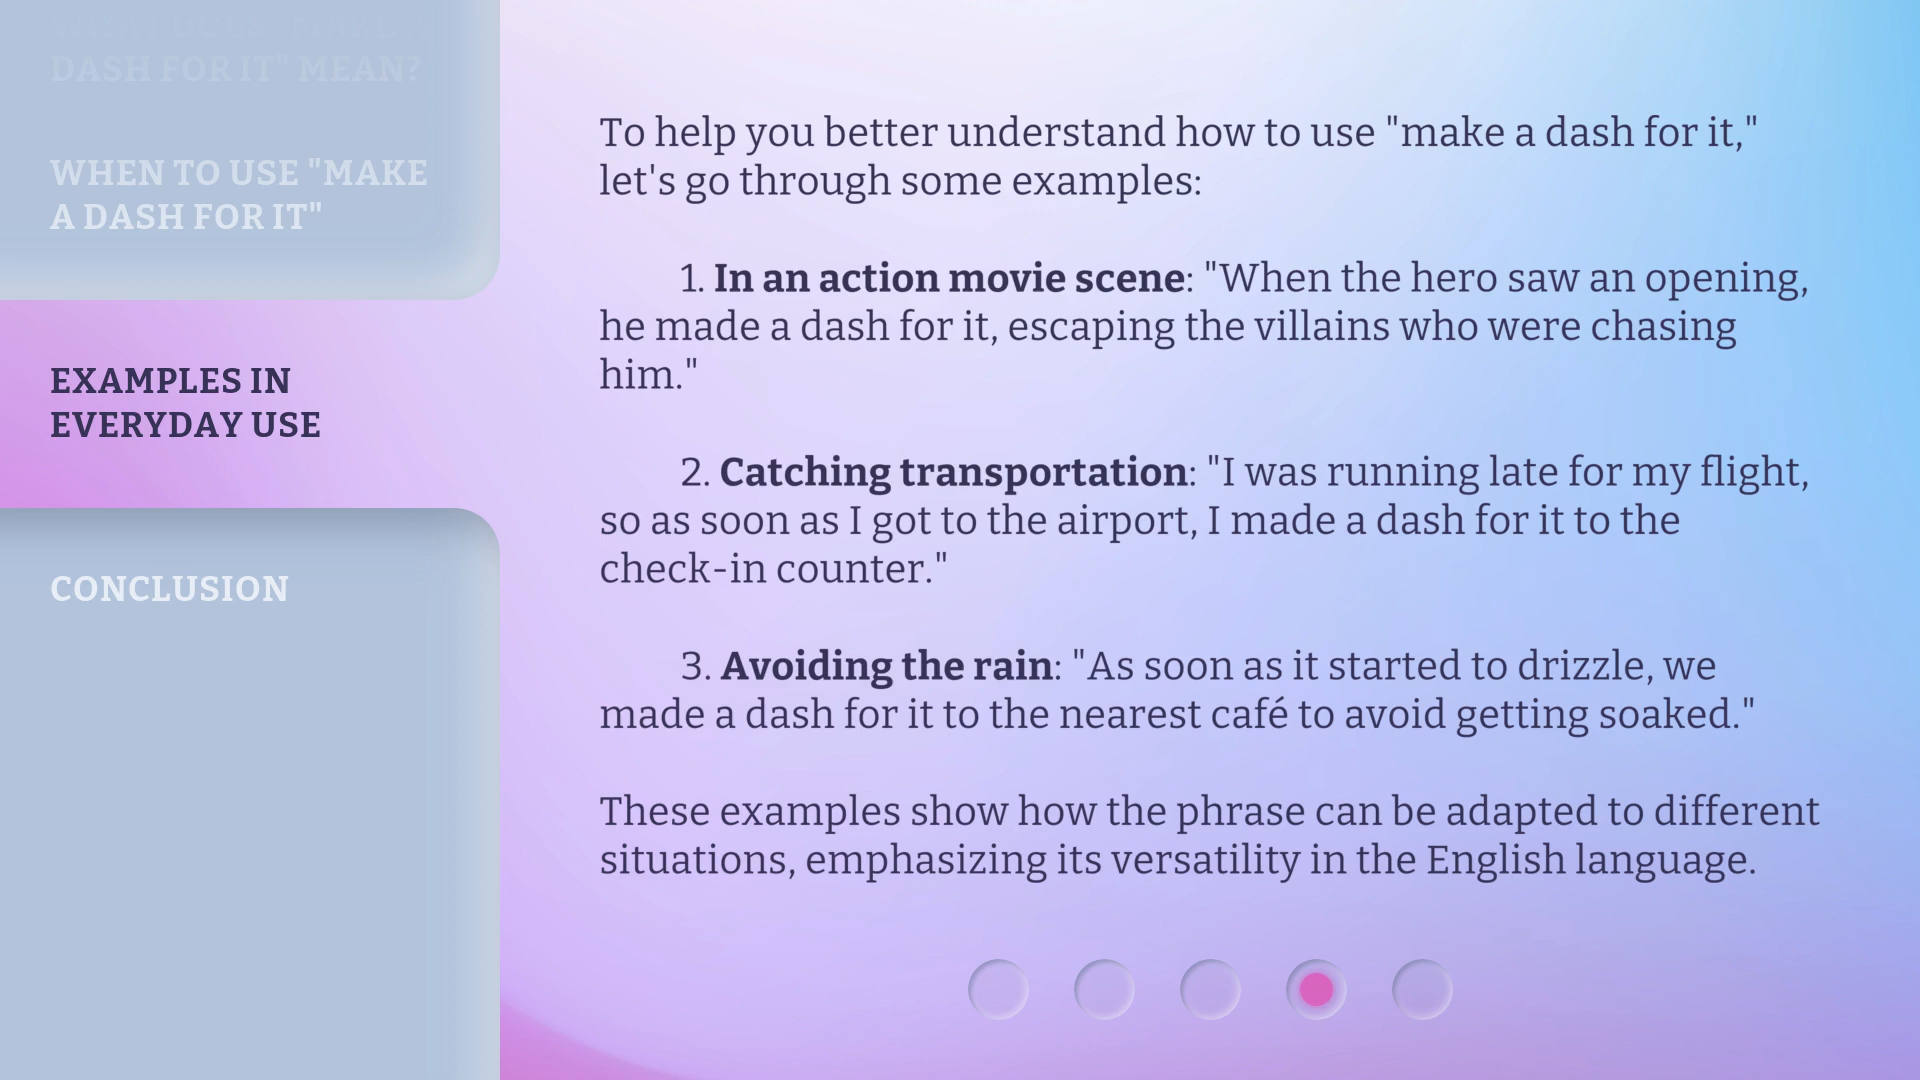 WHAT DOES "MAKE A
DASH FOR IT" MEAN?
WHEN TO USE "MAKE
A DASH FOR IT"
EXAMPLES IN
EVERYDAY USE
CONCLUSION
To help you better understand how to use "make a dash for it,"
let's go through some examples:
1. In an action movie scene: "When the hero saw an opening,
he made a dash for it, escaping the villains who were chasing
him."
2. Catching transportation: "I was running late for my flight,
so as soon as I got to the airport, I made a dash for it to the
check-in counter."
3. Avoiding the rain: "As soon as it started to drizzle, we
made a dash for it to the nearest café to avoid getting soaked."
These examples show how the phrase can be adapted to different
situations, emphasizing its versatility in the English language.